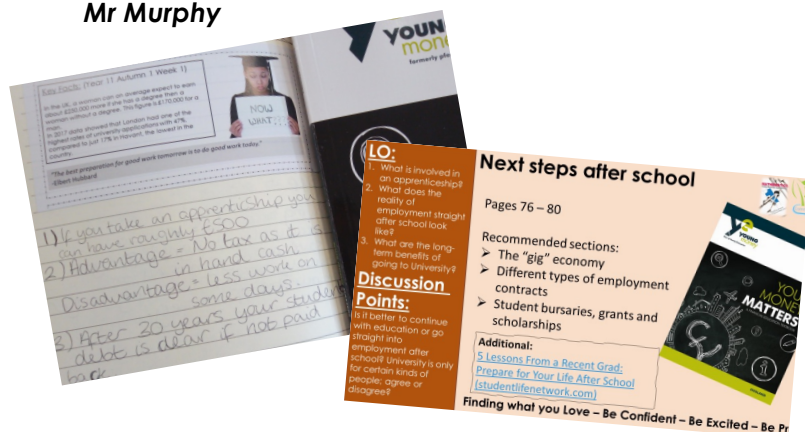 Mr Murphy
YOUN
mone
formerly pfe
Key Facts: (Year 11 Autumn 1 Week 1)
In the UK, a woman can on average expect to earn
about £250,000 more if she has a degree then a
woman without a degree. This figure is £170,000 for a
man.
In 2017 data showed that London had one of the
highest rates of university applications with 47%
compared to just 17% in Havant, the lowest in the
country.
NOW
WHAT???
"The best preparation for good work tomorrow is to do good work today."
-Elbert Hubbard
1) If you take an apprenticeship you
can have roughly £500
2) Advantage = No tax as it is
in hand cash.
Disadvantage = less work on
some days.
3) After 20 years your student
debt is clear if not paid
back
LO:
1. What is involved in
an apprenticeship?
2. What does the
reality of
employment straight
after school look
like?
3. What are the long-
term benefits of
going to University?
Discussion
Points:
Is it better to continue
with education or go
straight into
employment after
school? University is only
for certain kinds of
people; agree or
disagree?
Next steps after school
Pages 76 – 80
Recommended sections:
➢ The "gig" economy
➢ Different types of employment
contracts
➢ Student bursaries, grants and
scholarships
Additional:
5 Lessons From a Recent Grad:
Prepare for Your Life After School
(studentlifenetwork.com)
ye YOUNG
MONEY
YOU
MONE
MATTERS
£
Finding what you Love – Be Confident – Be Excited – Be Pr